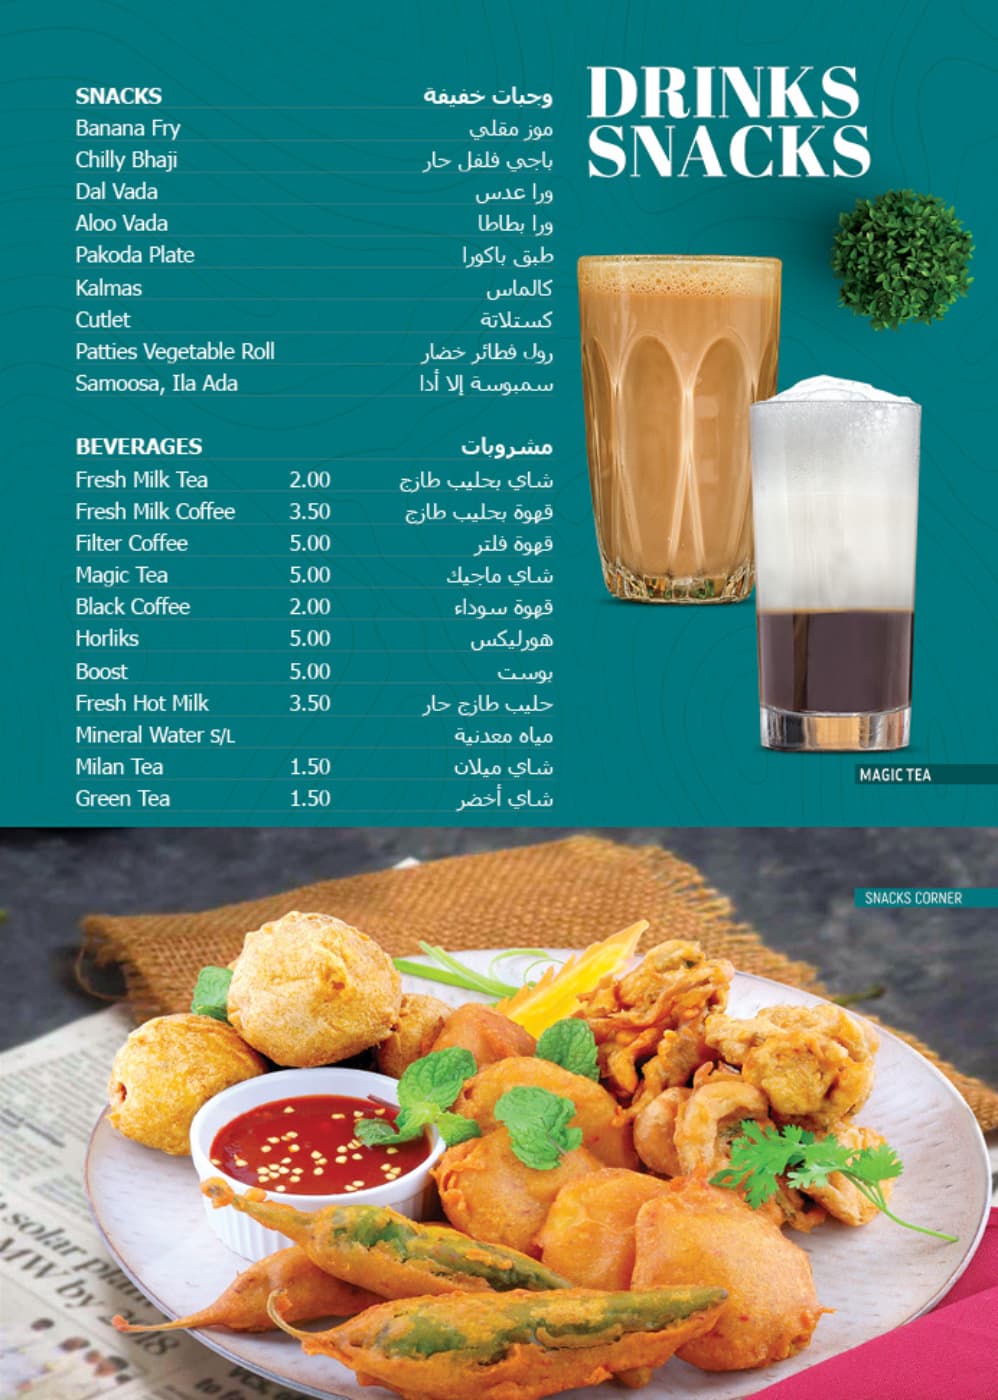 DRINKS
SNACKS
SNACKS وجبات خفيفة
Banana Fry موز مقلي
Chilly Bhaji باجي فلفل حار
Dal Vada ورا عدس
Aloo Vada ورا بطاطا
Pakoda Plate طبق باكورا
Kalmas كالماس
Cutlet كستلاتة
Patties Vegetable Roll رول فطائر خضار
Samoosa, Ila Ada سمبوسة إلا أدا
BEVERAGES مشروبات
Fresh Milk Tea 2.00 شاي بحليب طازج
Fresh Milk Coffee 3.50 قهوة بحليب طازج
Filter Coffee 5.00 قهوة فلتر
Magic Tea 5.00 شاي ماجيك
Black Coffee 2.00 قهوة سوداء
Horliks 5.00 هورليكس
Boost 5.00 بوست
Fresh Hot Milk 3.50 حليب طازج حار
Mineral Water S/L مياه معدنية
Milan Tea 1.50 شاي ميلان
Green Tea 1.50 شاي أخضر
MAGIC TEA
SNACKS CORNER
solar
MW by